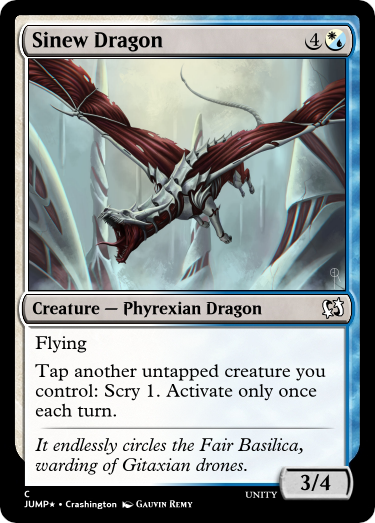 Sinew Dragon 4
Creature — Phyrexian Dragon
Flying
Tap another untapped creature you
control: Scry 1. Activate only once
each turn.
It endlessly circles the Fair Basilica,
warding of Gitaxian drones.
3/4
C
UNITY
JUMP★ • Crashington Gauvin Remy